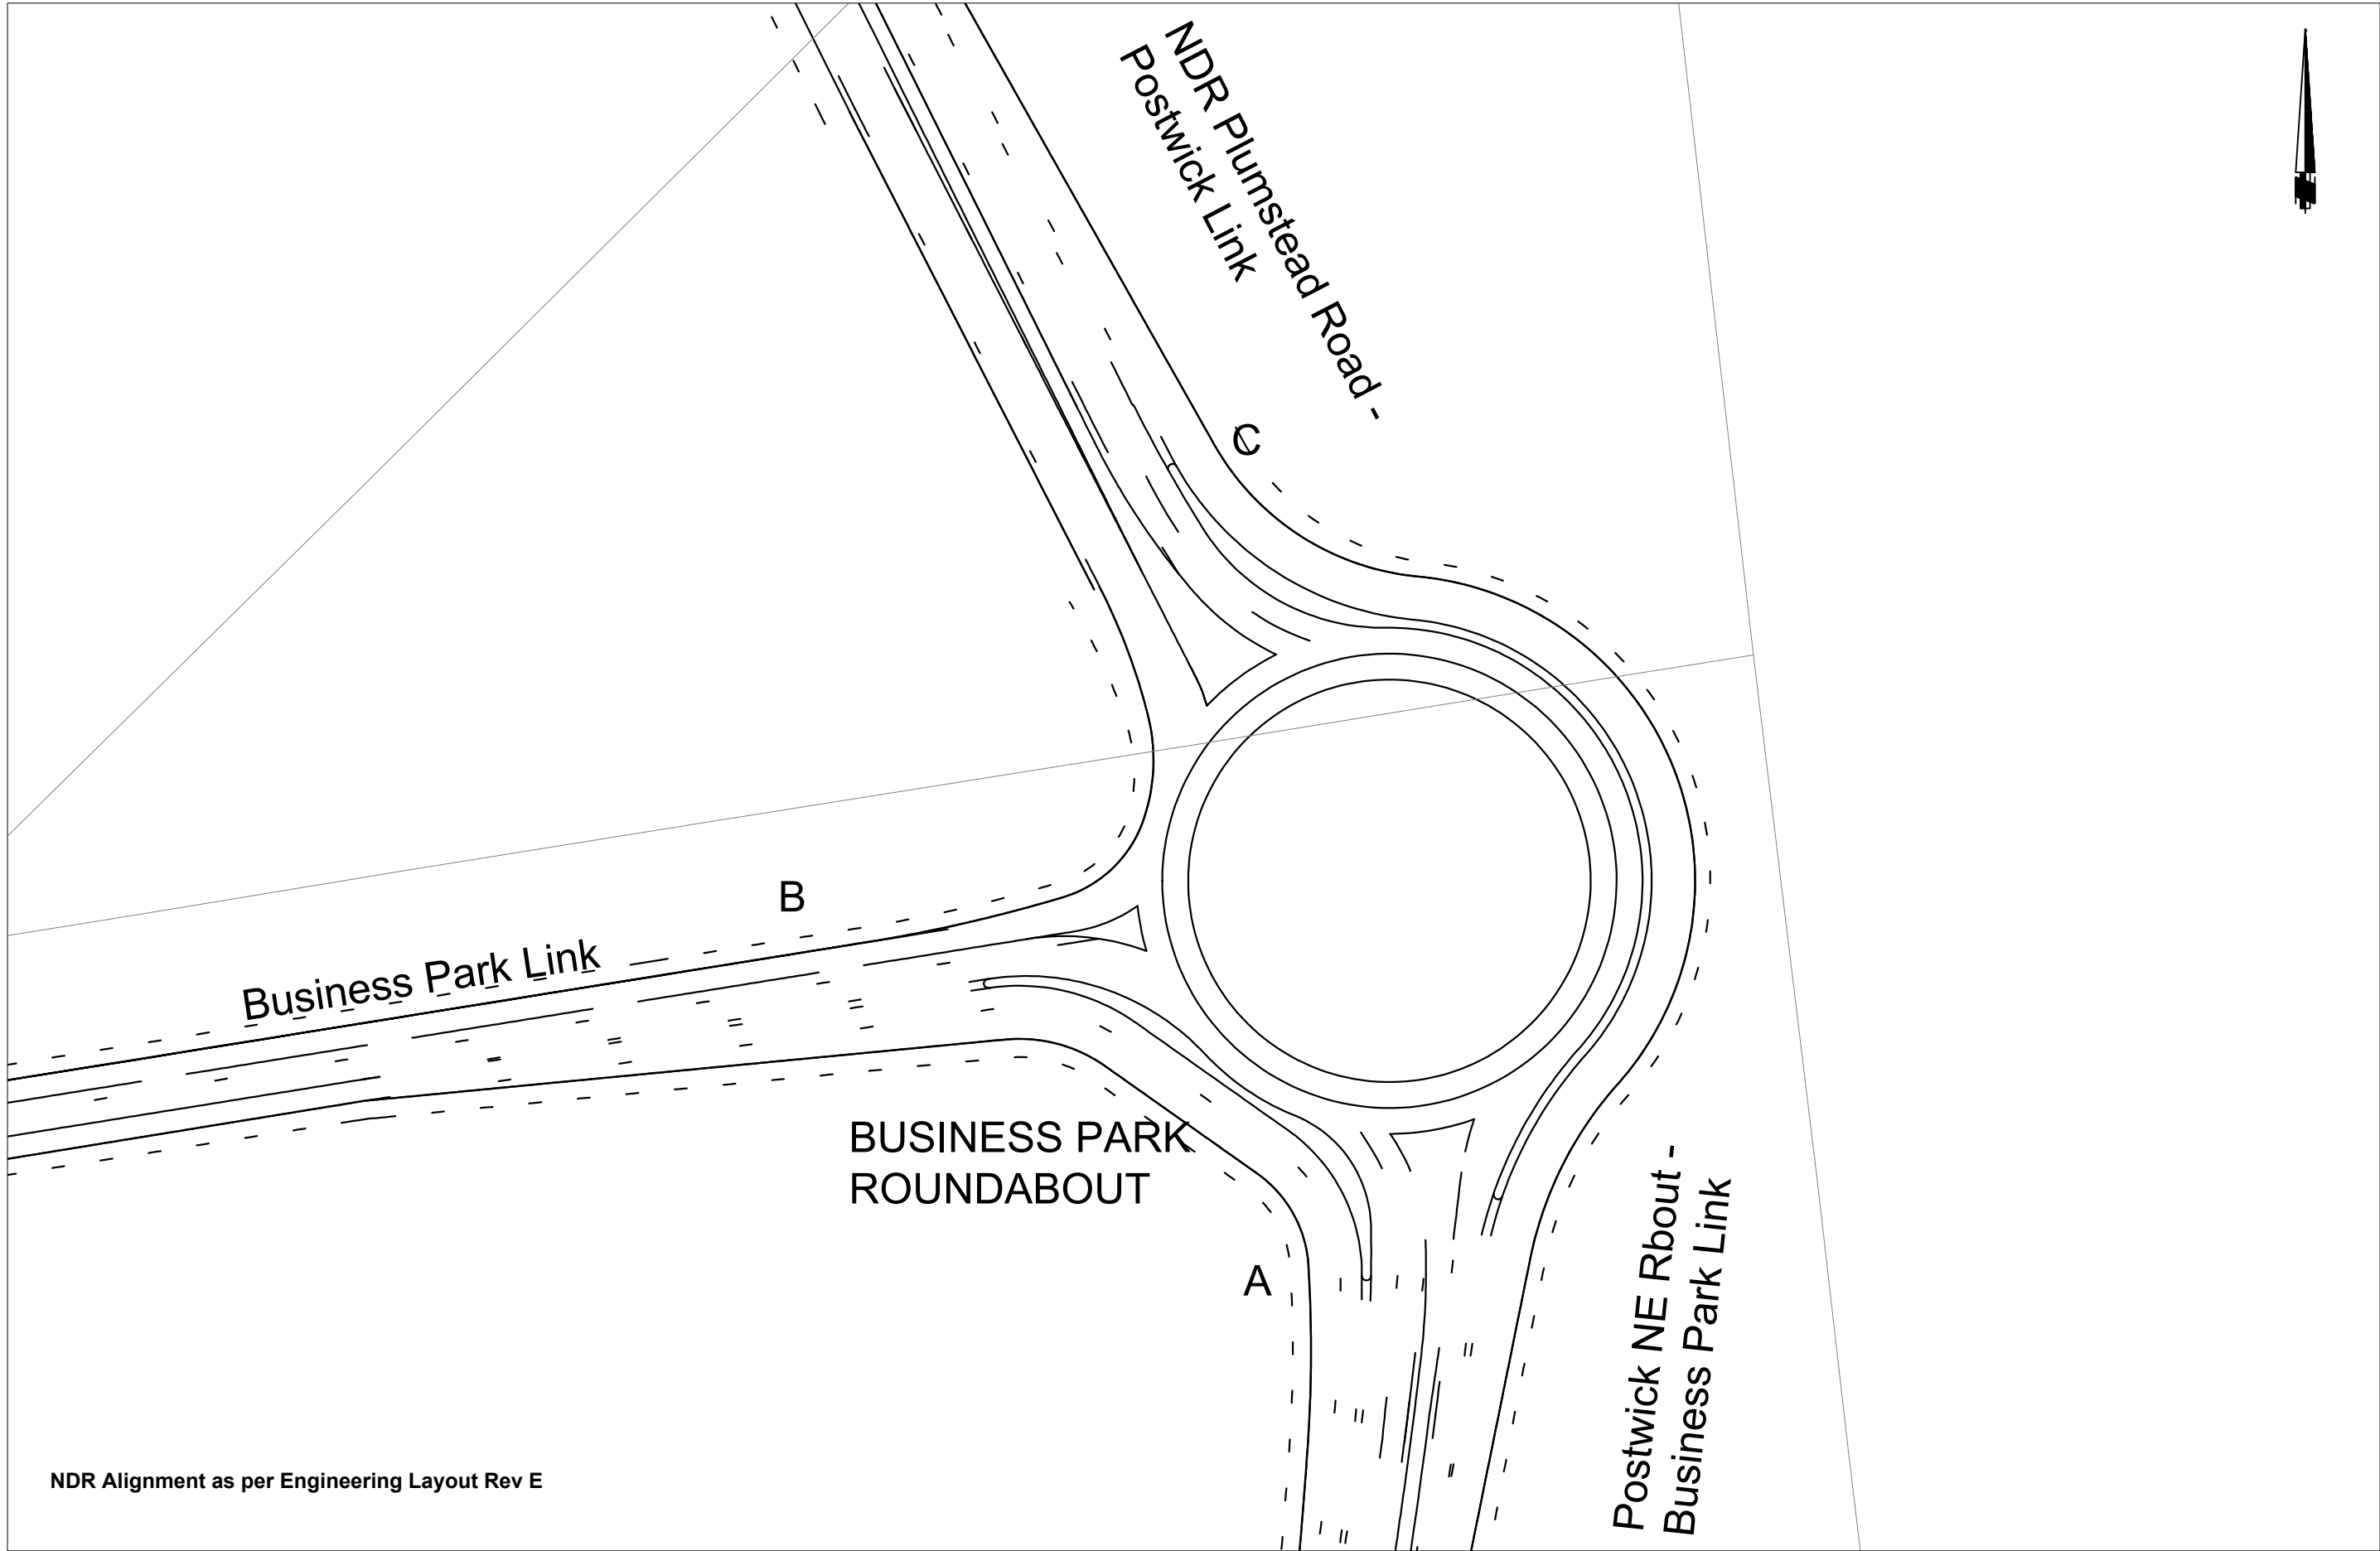 NDR Plumstead Road -
Postwick Link
C
B
Business Park Link
BUSINESS PARK
ROUNDABOUT
A
Postwick NE Rbout -
Business Park Link
NDR Alignment as per Engineering Layout Rev E